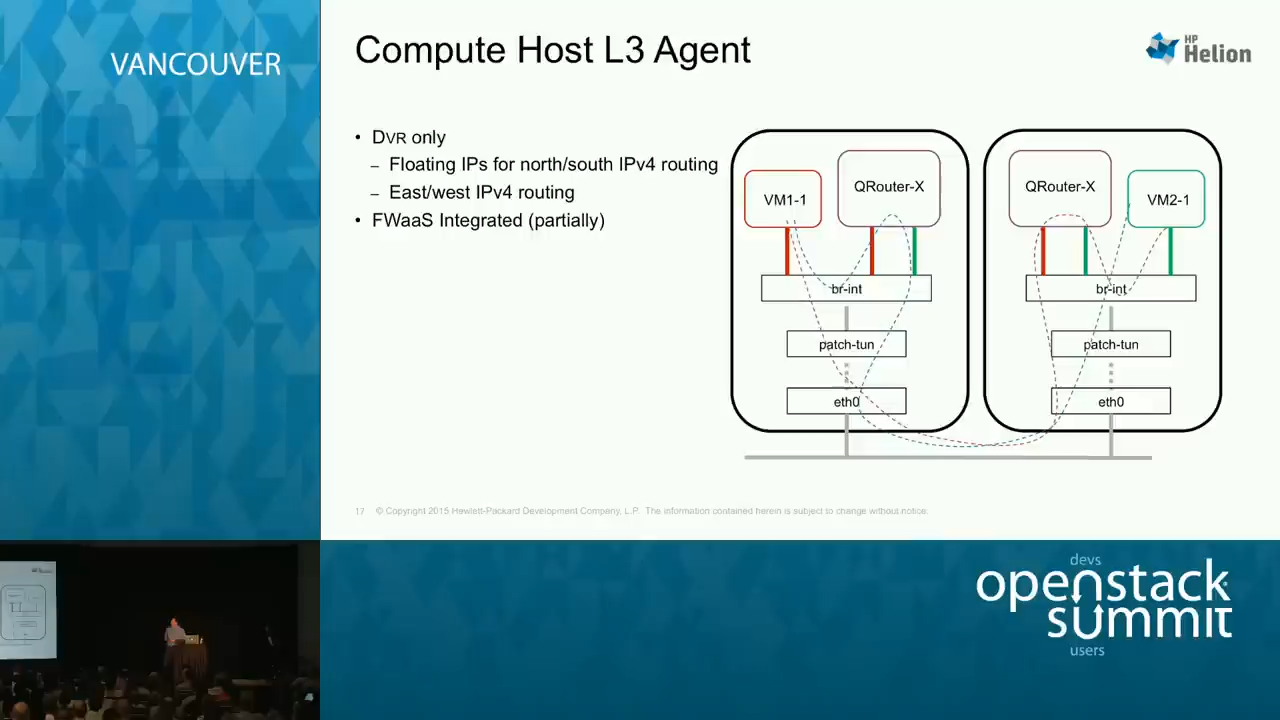 VANCOUVER
Compute Host L3 Agent
HP
Helion
• DVR only
– Floating IPs for north/south IPv4 routing
– East/west IPv4 routing
• FWaaS Integrated (partially)
VM1-1
QRouter-X
br-int
patch-tun
eth0
QRouter-X
VM2-1
br-int
patch-tun
eth0
17 © Copyright 2015 Hewlett-Packard Development Company, L.P. The information contained herein is subject to change without notice.
devs
openstack
summit
users